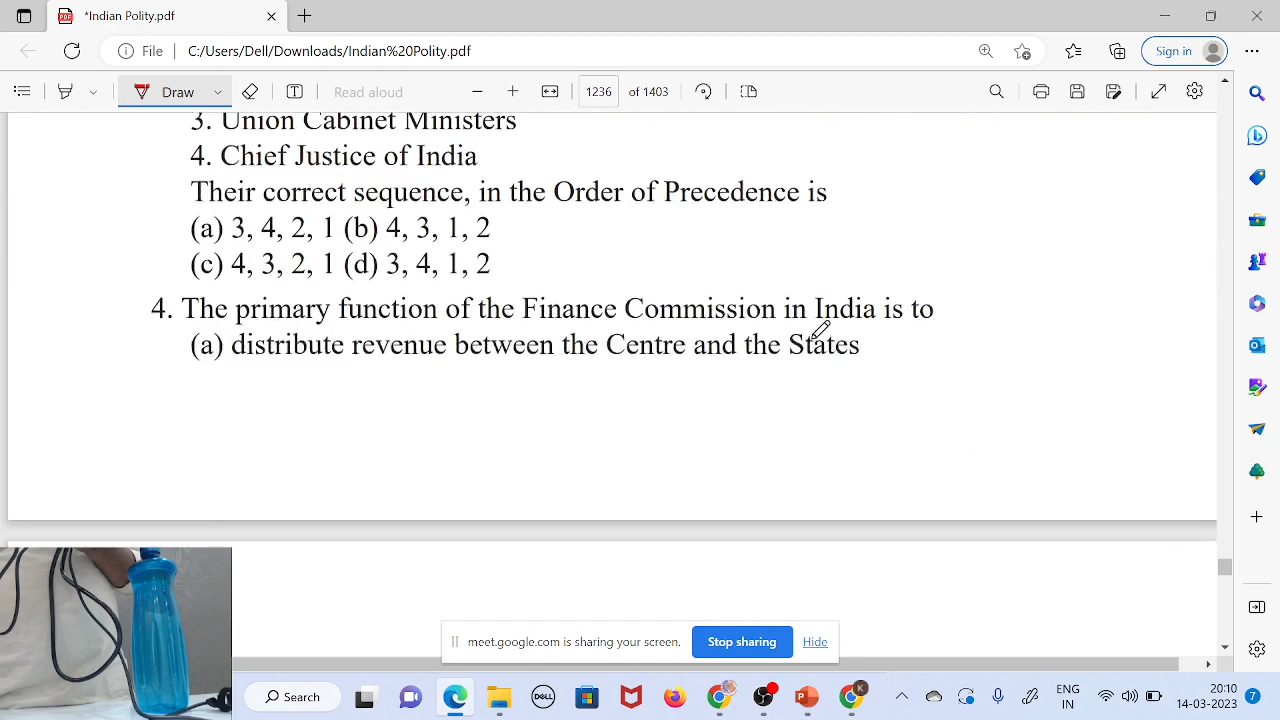 *Indian Polity.pdf
File
C:/Users/Dell/Downloads/Indian%20Polity.pdf
Sign in
Draw
Read aloud
1236
of 1403
3. Union Cabinet Ministers
4. Chief Justice of India
Their correct sequence, in the Order of Precedence is
(a) 3, 4, 2, 1 (b) 4, 3, 1, 2
(c) 4, 3, 2, 1 (d) 3, 4, 1, 2
4. The primary function of the Finance Commission in India is to
(a) distribute revenue between the Centre and the States
meet.google.com is sharing your screen.
Stop sharing
Hide
Search
ENG
IN
20:10